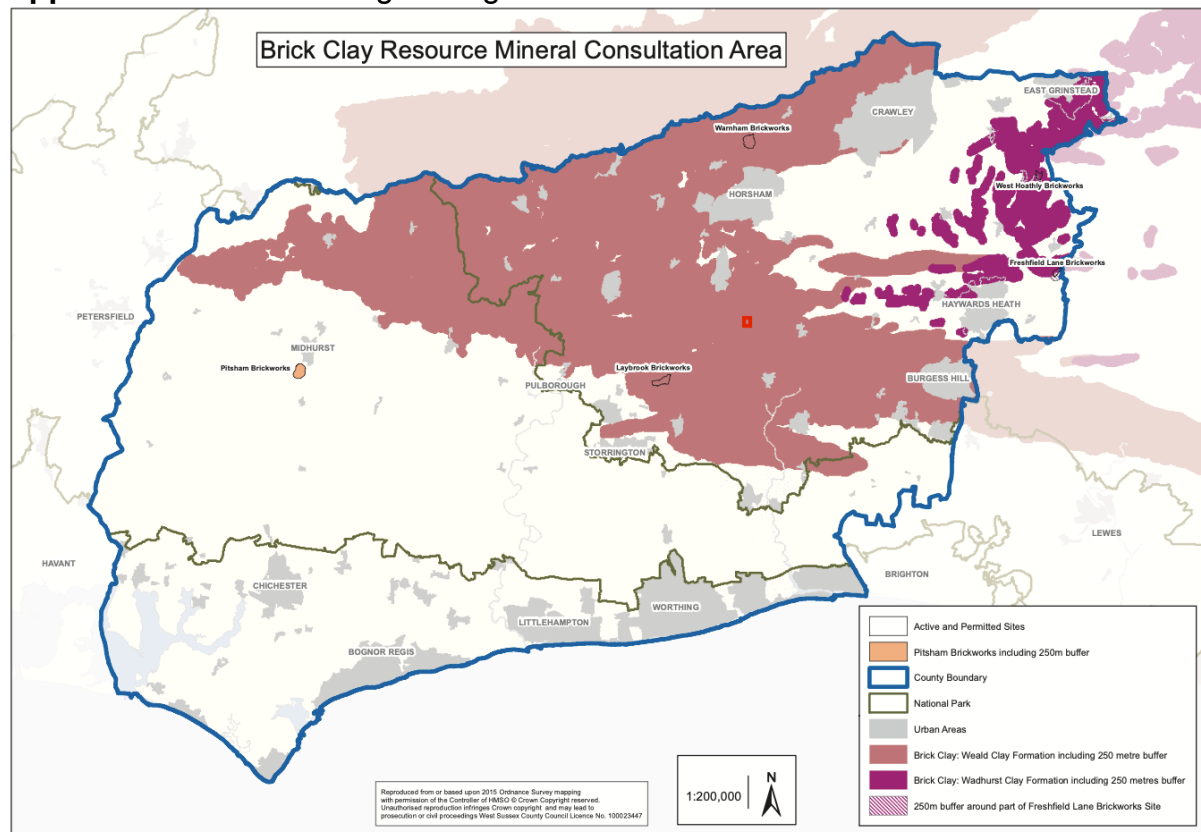 Brick Clay Resource Mineral Consultation Area
EAST GRINSTEAD
CRAWLEY
Warnham Brickworks
West Hoathly Brickworks
HORSHAM
Freshfield Lane Brickworks
HAYWARDS HEATH
PETERSFIELD
MIDHURST
Pitsham Brickworks
Laybrook Brickworks
PULBOROUGH
BURGESS HILL
STORRINGTON
LEWES
HAVANT
BRIGHTON
CHICHESTER
WORTHING
LITTLEHAMPTON
BOGNOR REGIS
Active and Permitted Sites
Pitsham Brickworks including 250m buffer
County Boundary
National Park
Urban Areas
Brick Clay: Weald Clay Formation including 250 metre buffer
Brick Clay: Wadhurst Clay Formation including 250 metres buffer
250m buffer around part of Freshfield Lane Brickworks Site
1:200,000
N
Reproduced from or based upon 2015 Ordnance Survey mapping
with permission of the Controller of HMSO © Crown Copyright reserved.
Unauthorised reproduction infringes Crown copyright and may lead to
prosecution or civil proceedings West Sussex County Council Licence No. 100023447